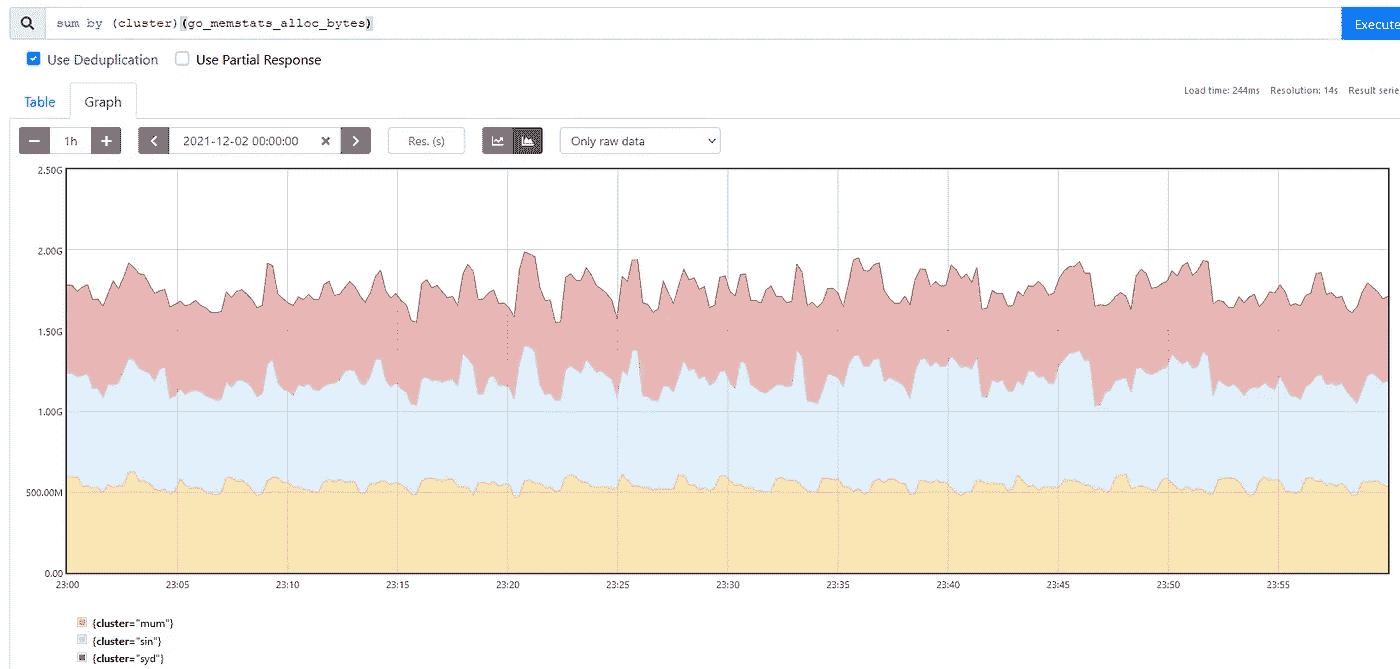 sum by (cluster)(go_memstats_alloc_bytes)
Execute
Use Deduplication Use Partial Response
Load time: 244ms Resolution: 14s Result serie
Table Graph
− 1h + 2021-12-02 00:00:00 × Res. (s) Only raw data
2.50G
2.00G
1.50G
1.00G
500.00M
0.00
23:00 23:05 23:10 23:15 23:20 23:25 23:30 23:35 23:40 23:45 23:50 23:55
{cluster="mum"}
{cluster="sin"}
{cluster="syd"}